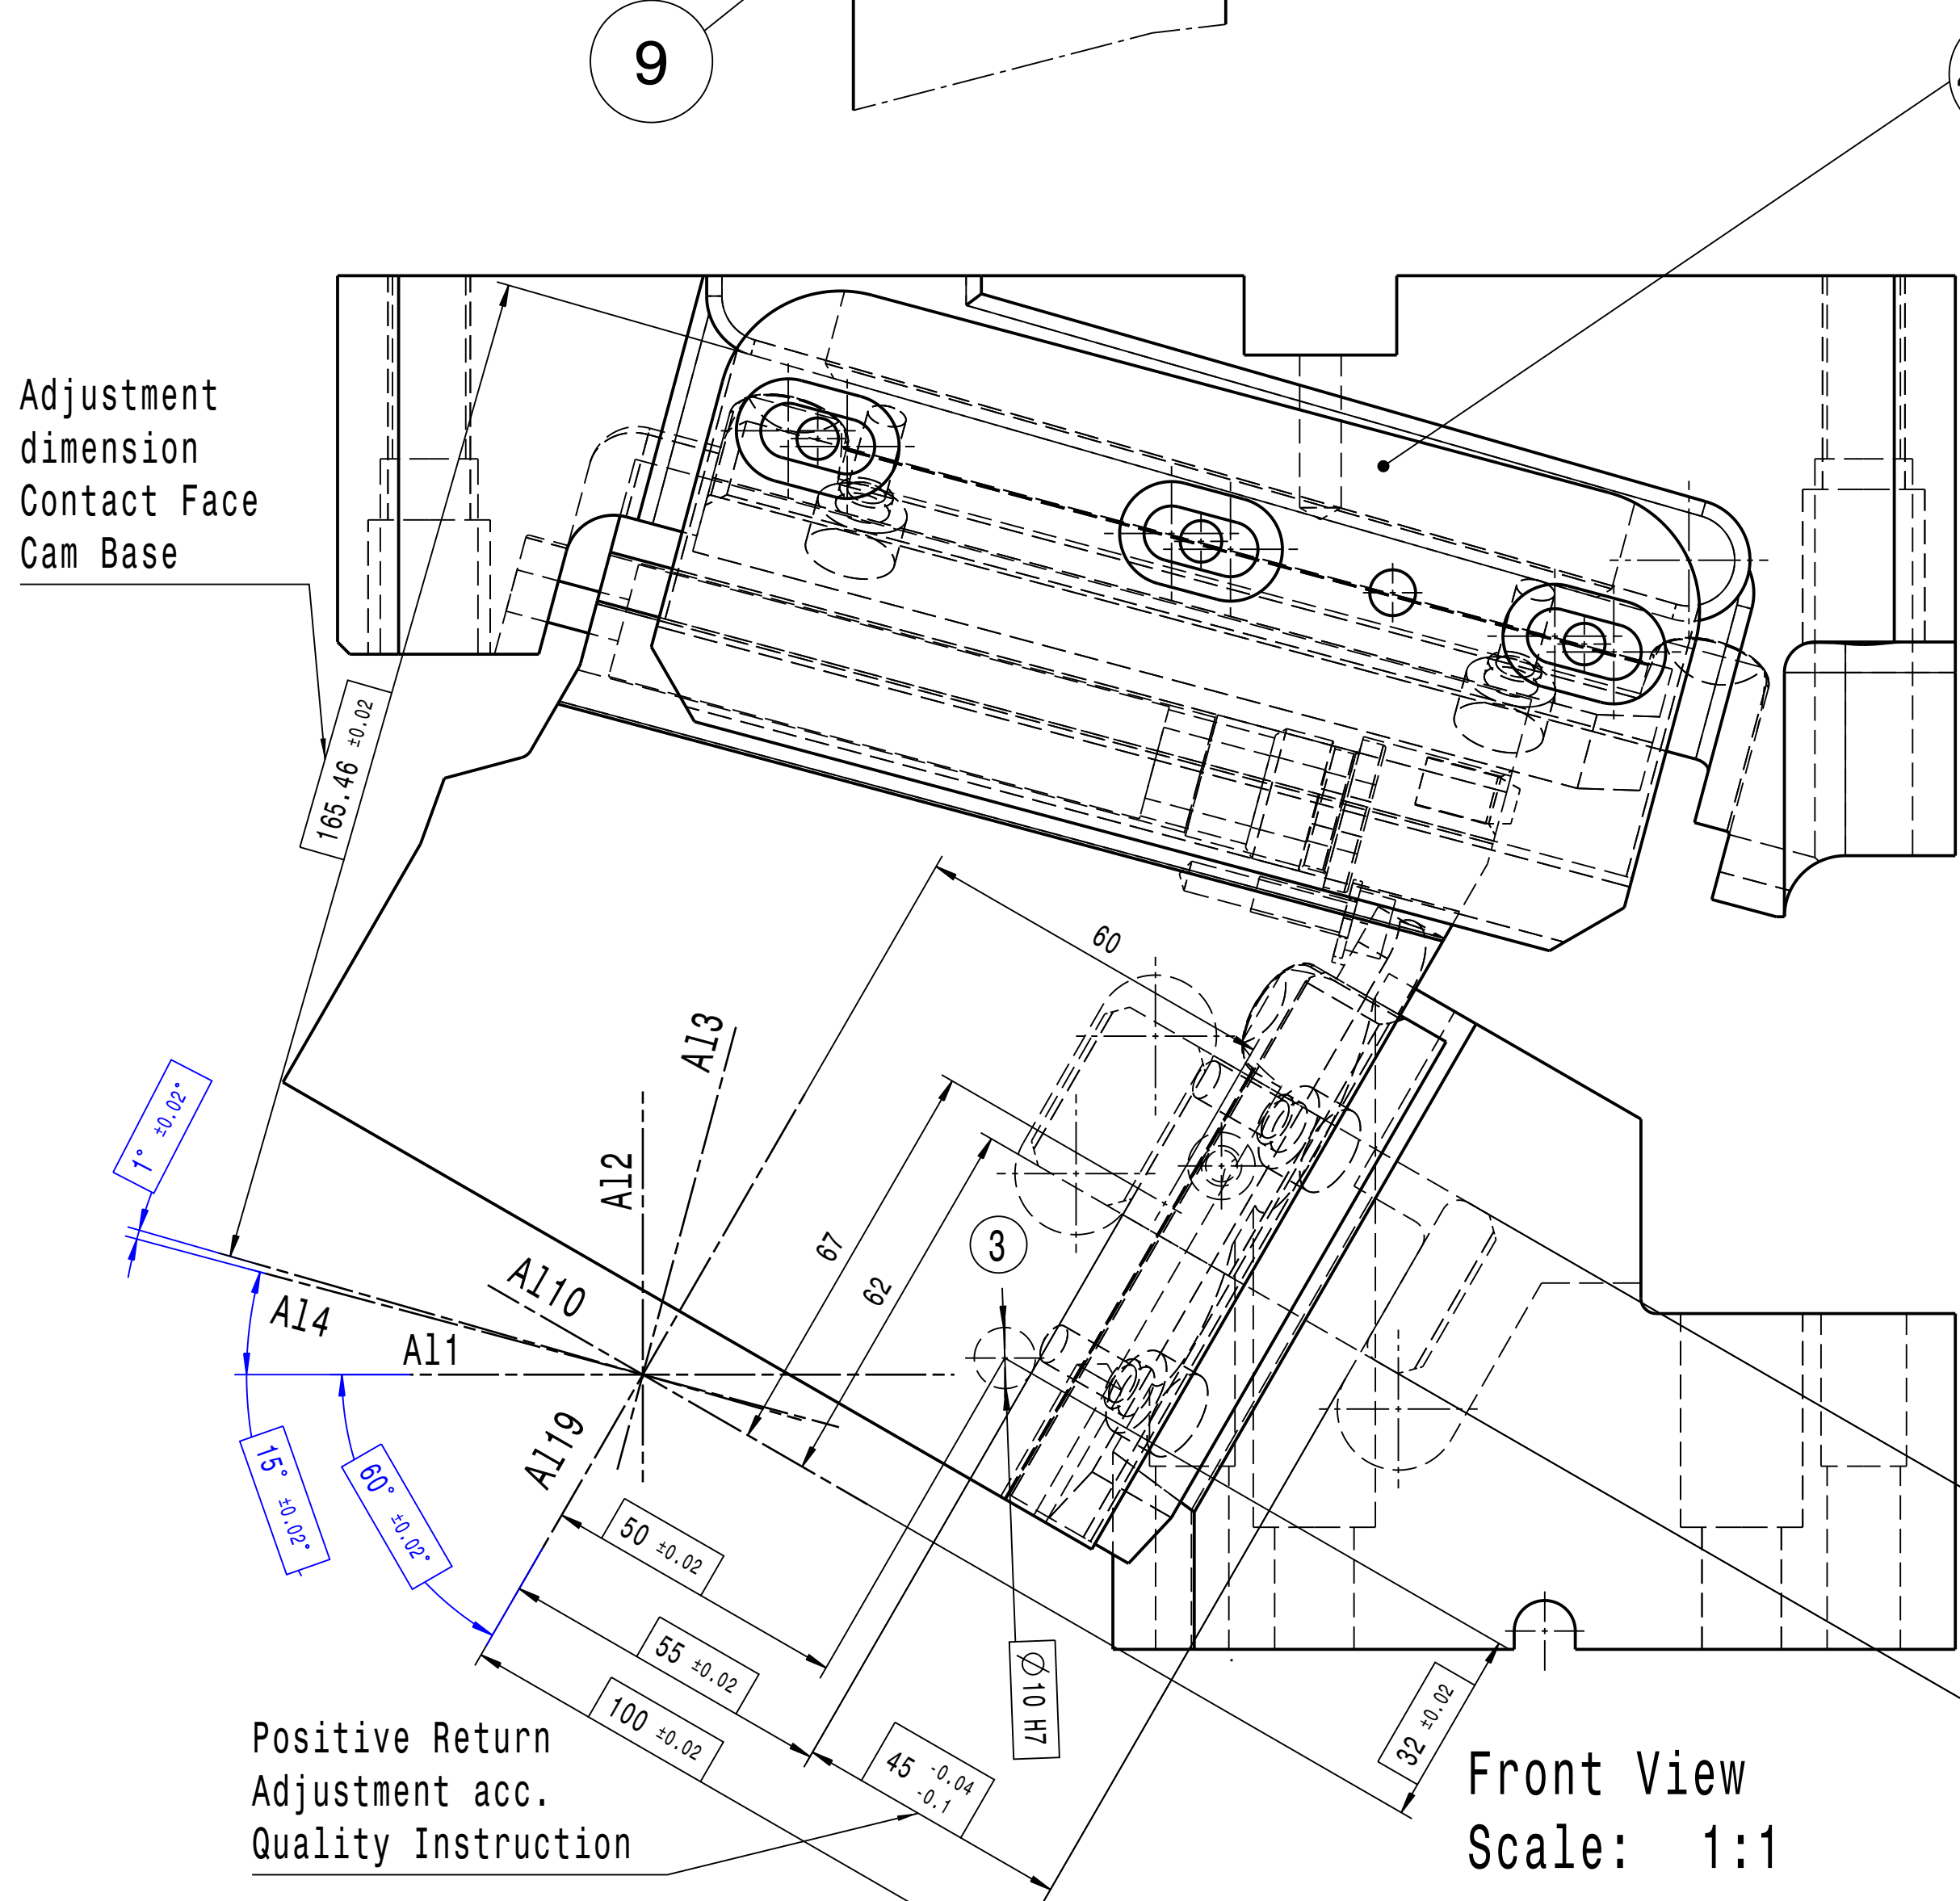 9
Adjustment
dimension
Contact Face
Cam Base
165.46 ±0.02
60
Al3
1° ±0.02°
Al2
67
3
62
Al10
Al4
Al1
Al19
15° ±0.02°
60° ±0.02°
50 ±0.02
55 ±0.02
100 ±0.02
⌀10 H7
45 -0.04
-0.1
32 ±0.02
Positive Return
Adjustment acc.
Quality Instruction
Front View
Scale: 1:1